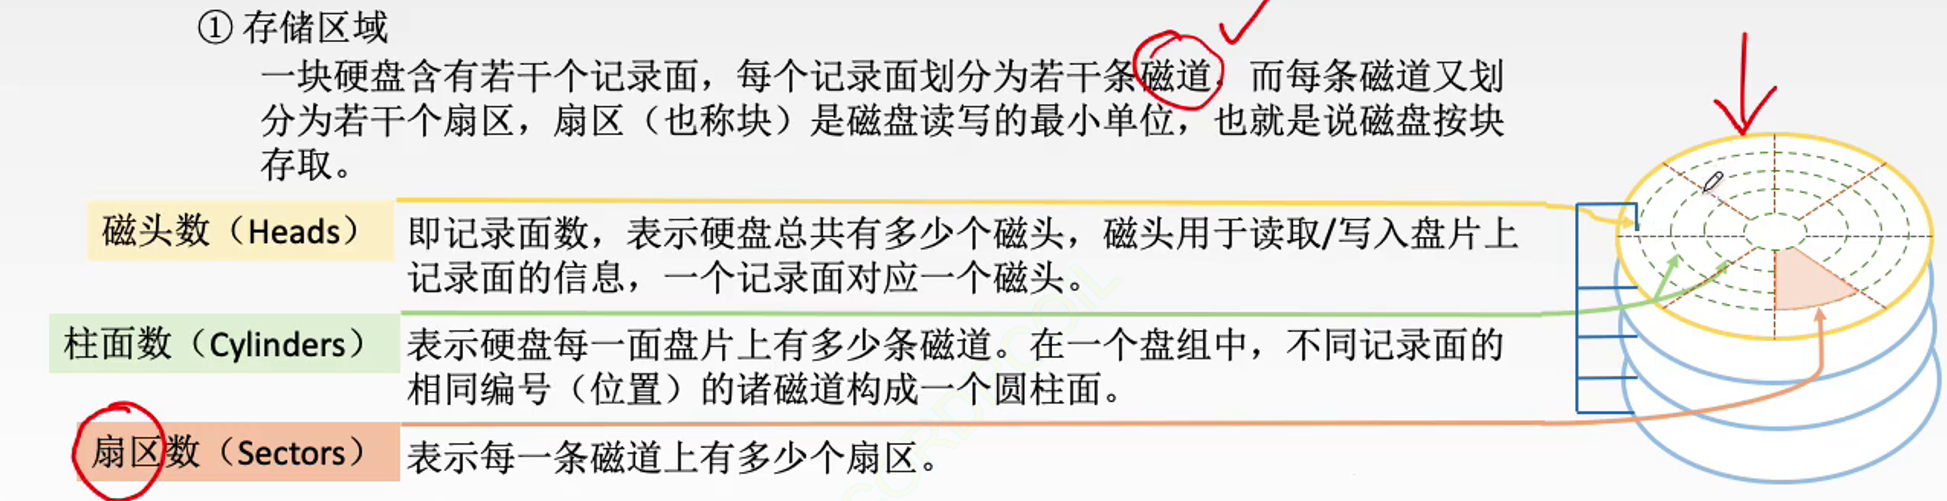 ① 存储区域
一块硬盘含有若干个记录面，每个记录面划分为若干条磁道，而每条磁道又划
分为若干个扇区，扇区（也称块）是磁盘读写的最小单位，也就是说磁盘按块
存取。
磁头数（Heads）
即记录面数，表示硬盘总共有多少个磁头，磁头用于读取/写入盘片上
记录面的信息，一个记录面对应一个磁头。
柱面数（Cylinders）
表示硬盘每一面盘片上有多少条磁道。在一个盘组中，不同记录面的
相同编号（位置）的诸磁道构成一个圆柱面。
扇区数（Sectors）
表示每一条磁道上有多少个扇区。